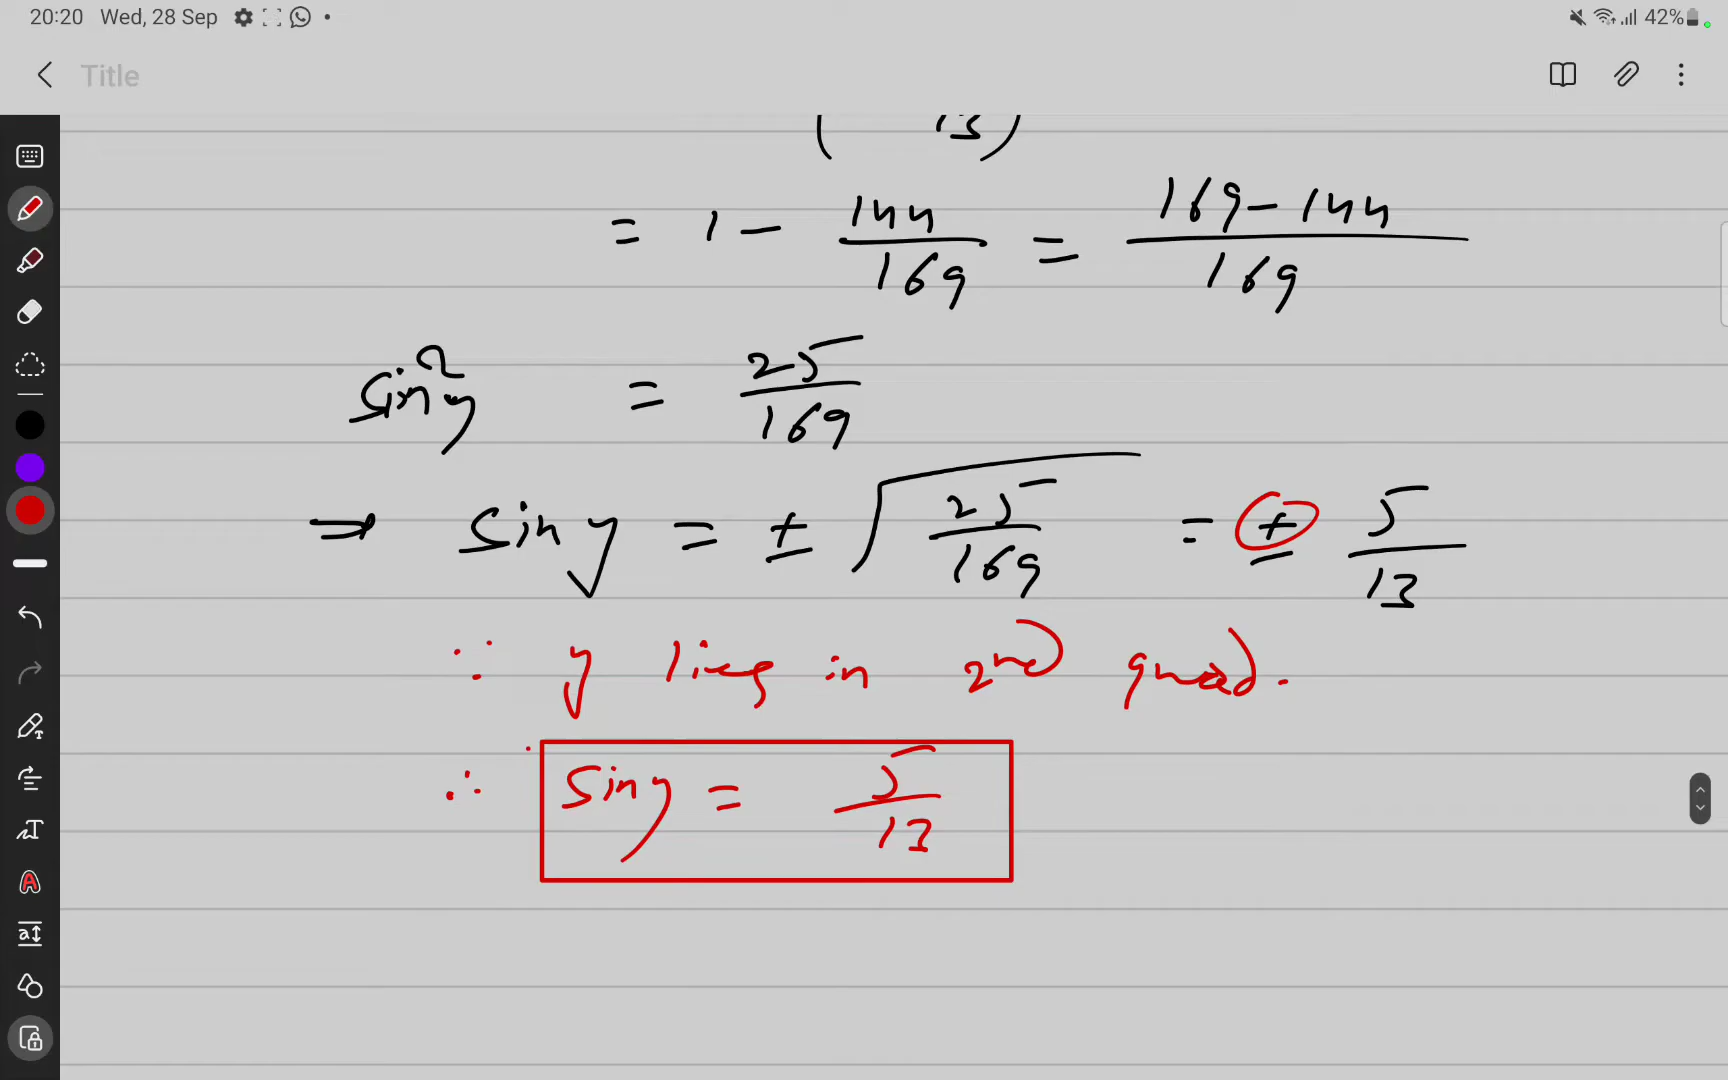 20:20 Wed, 28 Sep 42%
Title
( 13 )
= 1 - 144/169 = 169 - 144/169
sin²y = 25/169
⇒ sin y = ± √25/169 = ± 5/13
∵ y lies in 2nd quad.
∴ sin y = 5/13